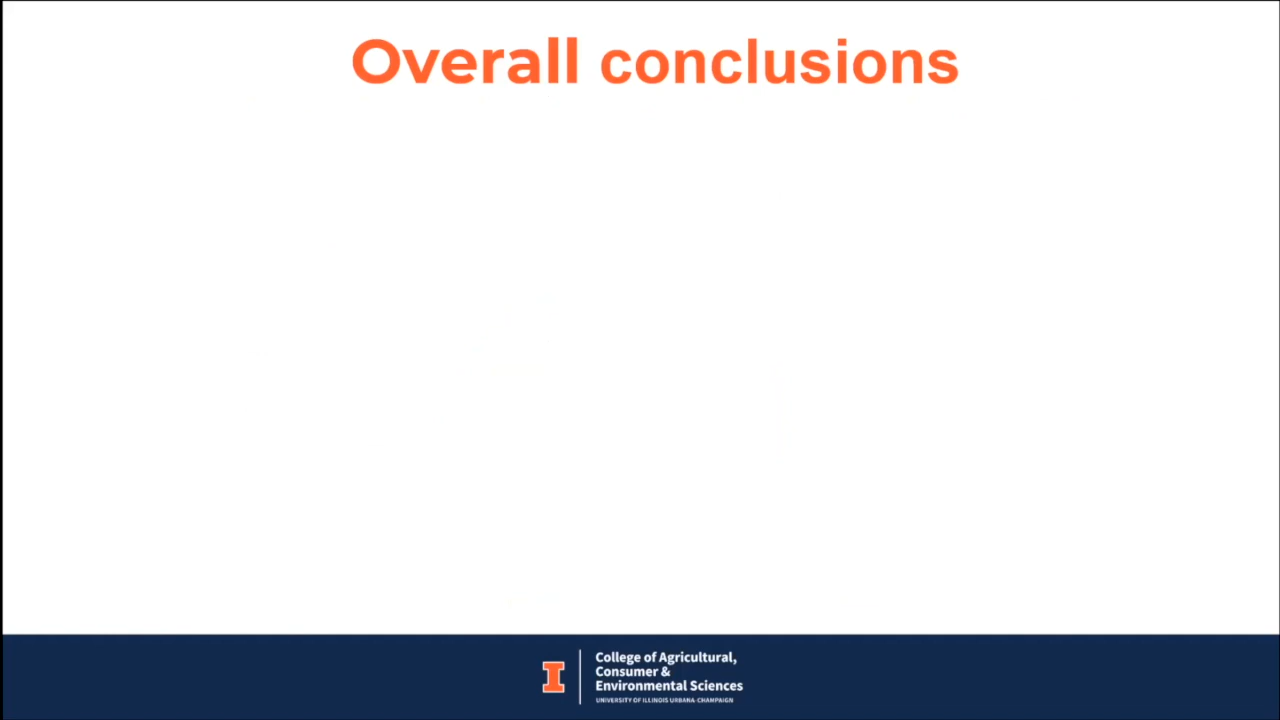 Overall conclusions
I
College of Agricultural,
Consumer &
Environmental Sciences
UNIVERSITY OF ILLINOIS URBANA-CHAMPAIGN